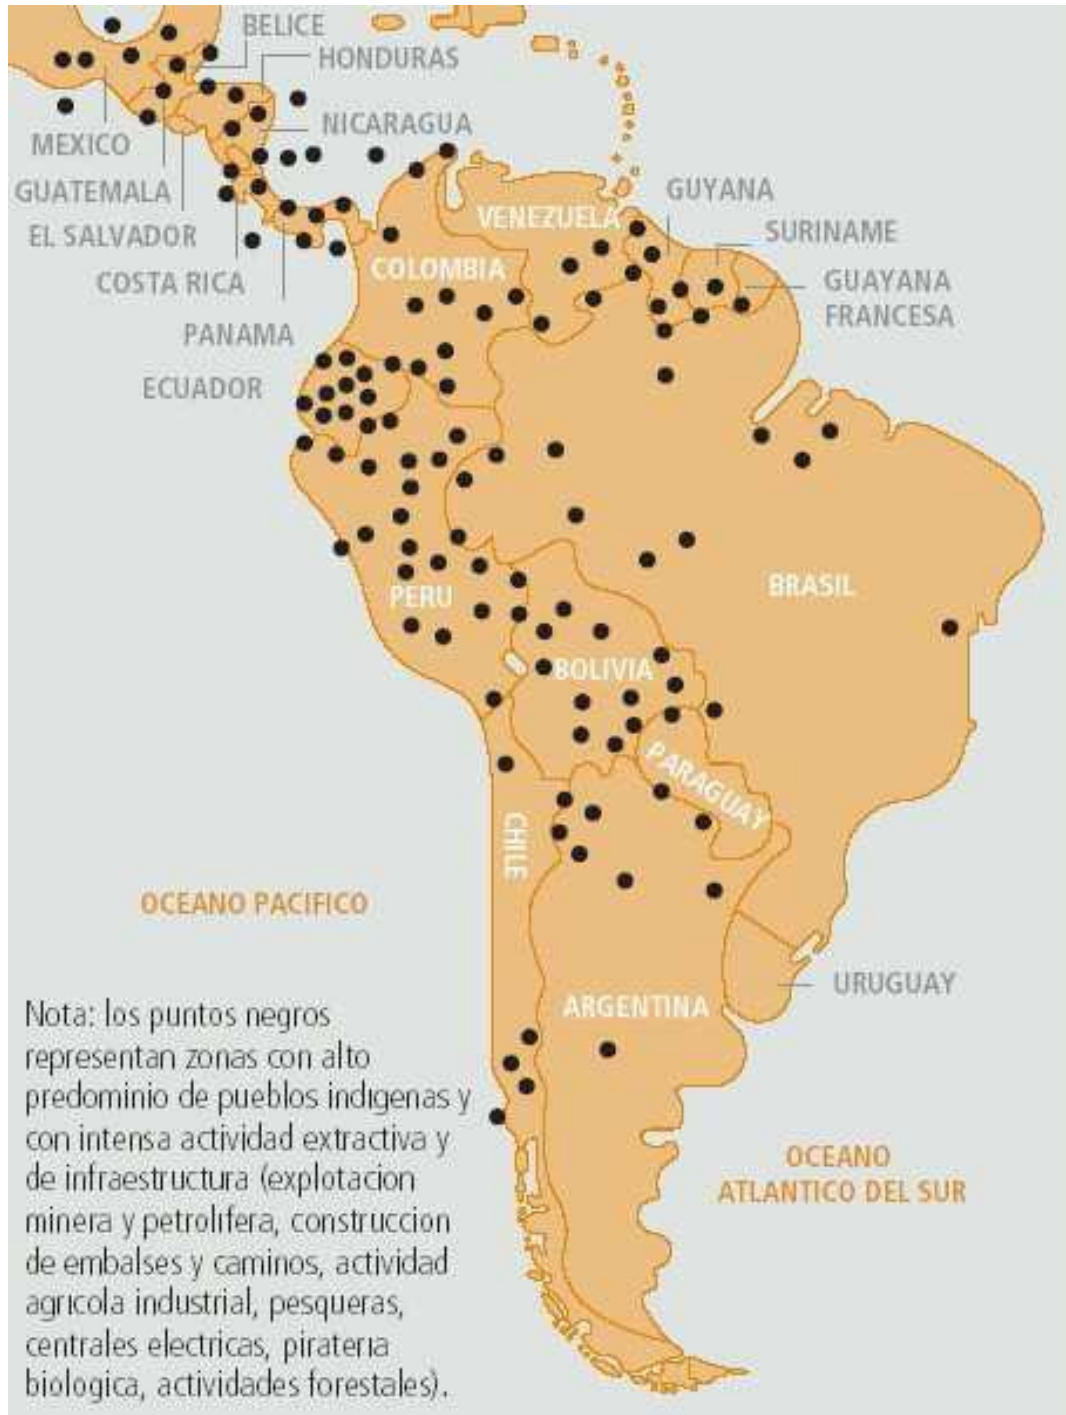 BELICE
HONDURAS
NICARAGUA
MEXICO
GUATEMALA
EL SALVADOR
COSTA RICA
PANAMA
ECUADOR
VENEZUELA
GUYANA
SURINAME
GUAYANA
FRANCESA
COLOMBIA
PERU
BRASIL
BOLIVIA
PARAGUAY
CHILE
OCEANO PACIFICO
URUGUAY
ARGENTINA
Nota: los puntos negros
representan zonas con alto
predominio de pueblos indigenas y
con intensa actividad extractiva y
de infraestructura (explotacion
minera y petrolifera, construccion
de embalses y caminos, actividad
agricola industrial, pesqueras,
centrales electricas, pirateria
biologica, actividades forestales).
OCEANO
ATLANTICO DEL SUR